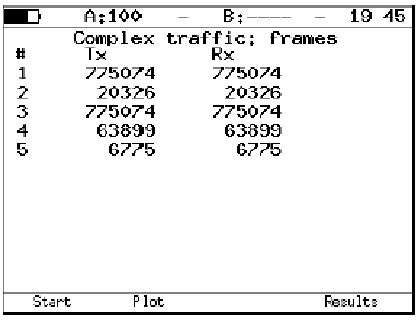 A:100 – B:---- – 19 45
Complex traffic: frames
# Tx Rx
1 775074 775074
2 20326 20326
3 775074 775074
4 63899 63899
5 6775 6775
Start Plot Results